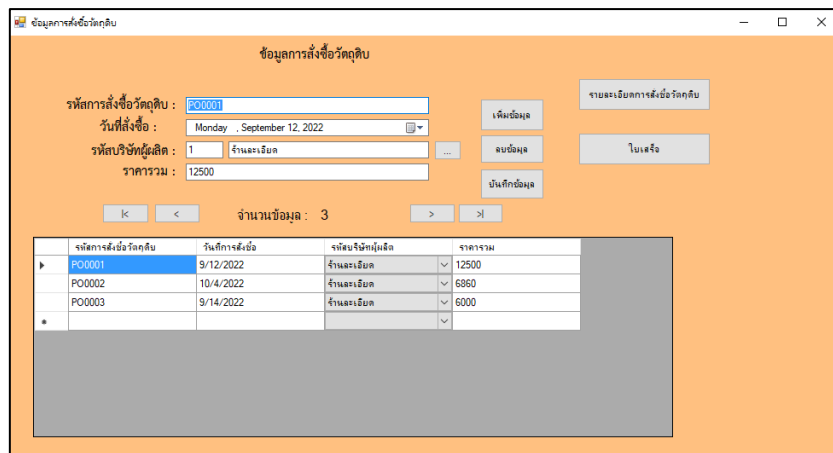 ข้อมูลการสั่งซื้อวัตถุดิบ
ข้อมูลการสั่งซื้อวัตถุดิบ
รายละเอียดการสั่งซื้อวัตถุดิบ
รหัสการสั่งซื้อวัตถุดิบ : PO0001
เพิ่มข้อมูล
วันที่สั่งซื้อ : Monday , September 12, 2022
รหัสบริษัทผู้ผลิต : 1 ร้านละเอียด ...
ลบข้อมูล
ใบเสร็จ
ราคารวม : 12500
บันทึกข้อมูล
|< < จำนวนข้อมูล : 3 > >|
รหัสการสั่งซื้อวัตถุดิบ วันที่การสั่งซื้อ รหัสบริษัทผู้ผลิต ราคารวม
PO0001 9/12/2022 ร้านละเอียด 12500
PO0002 10/4/2022 ร้านละเอียด 6860
PO0003 9/14/2022 ร้านละเอียด 6000